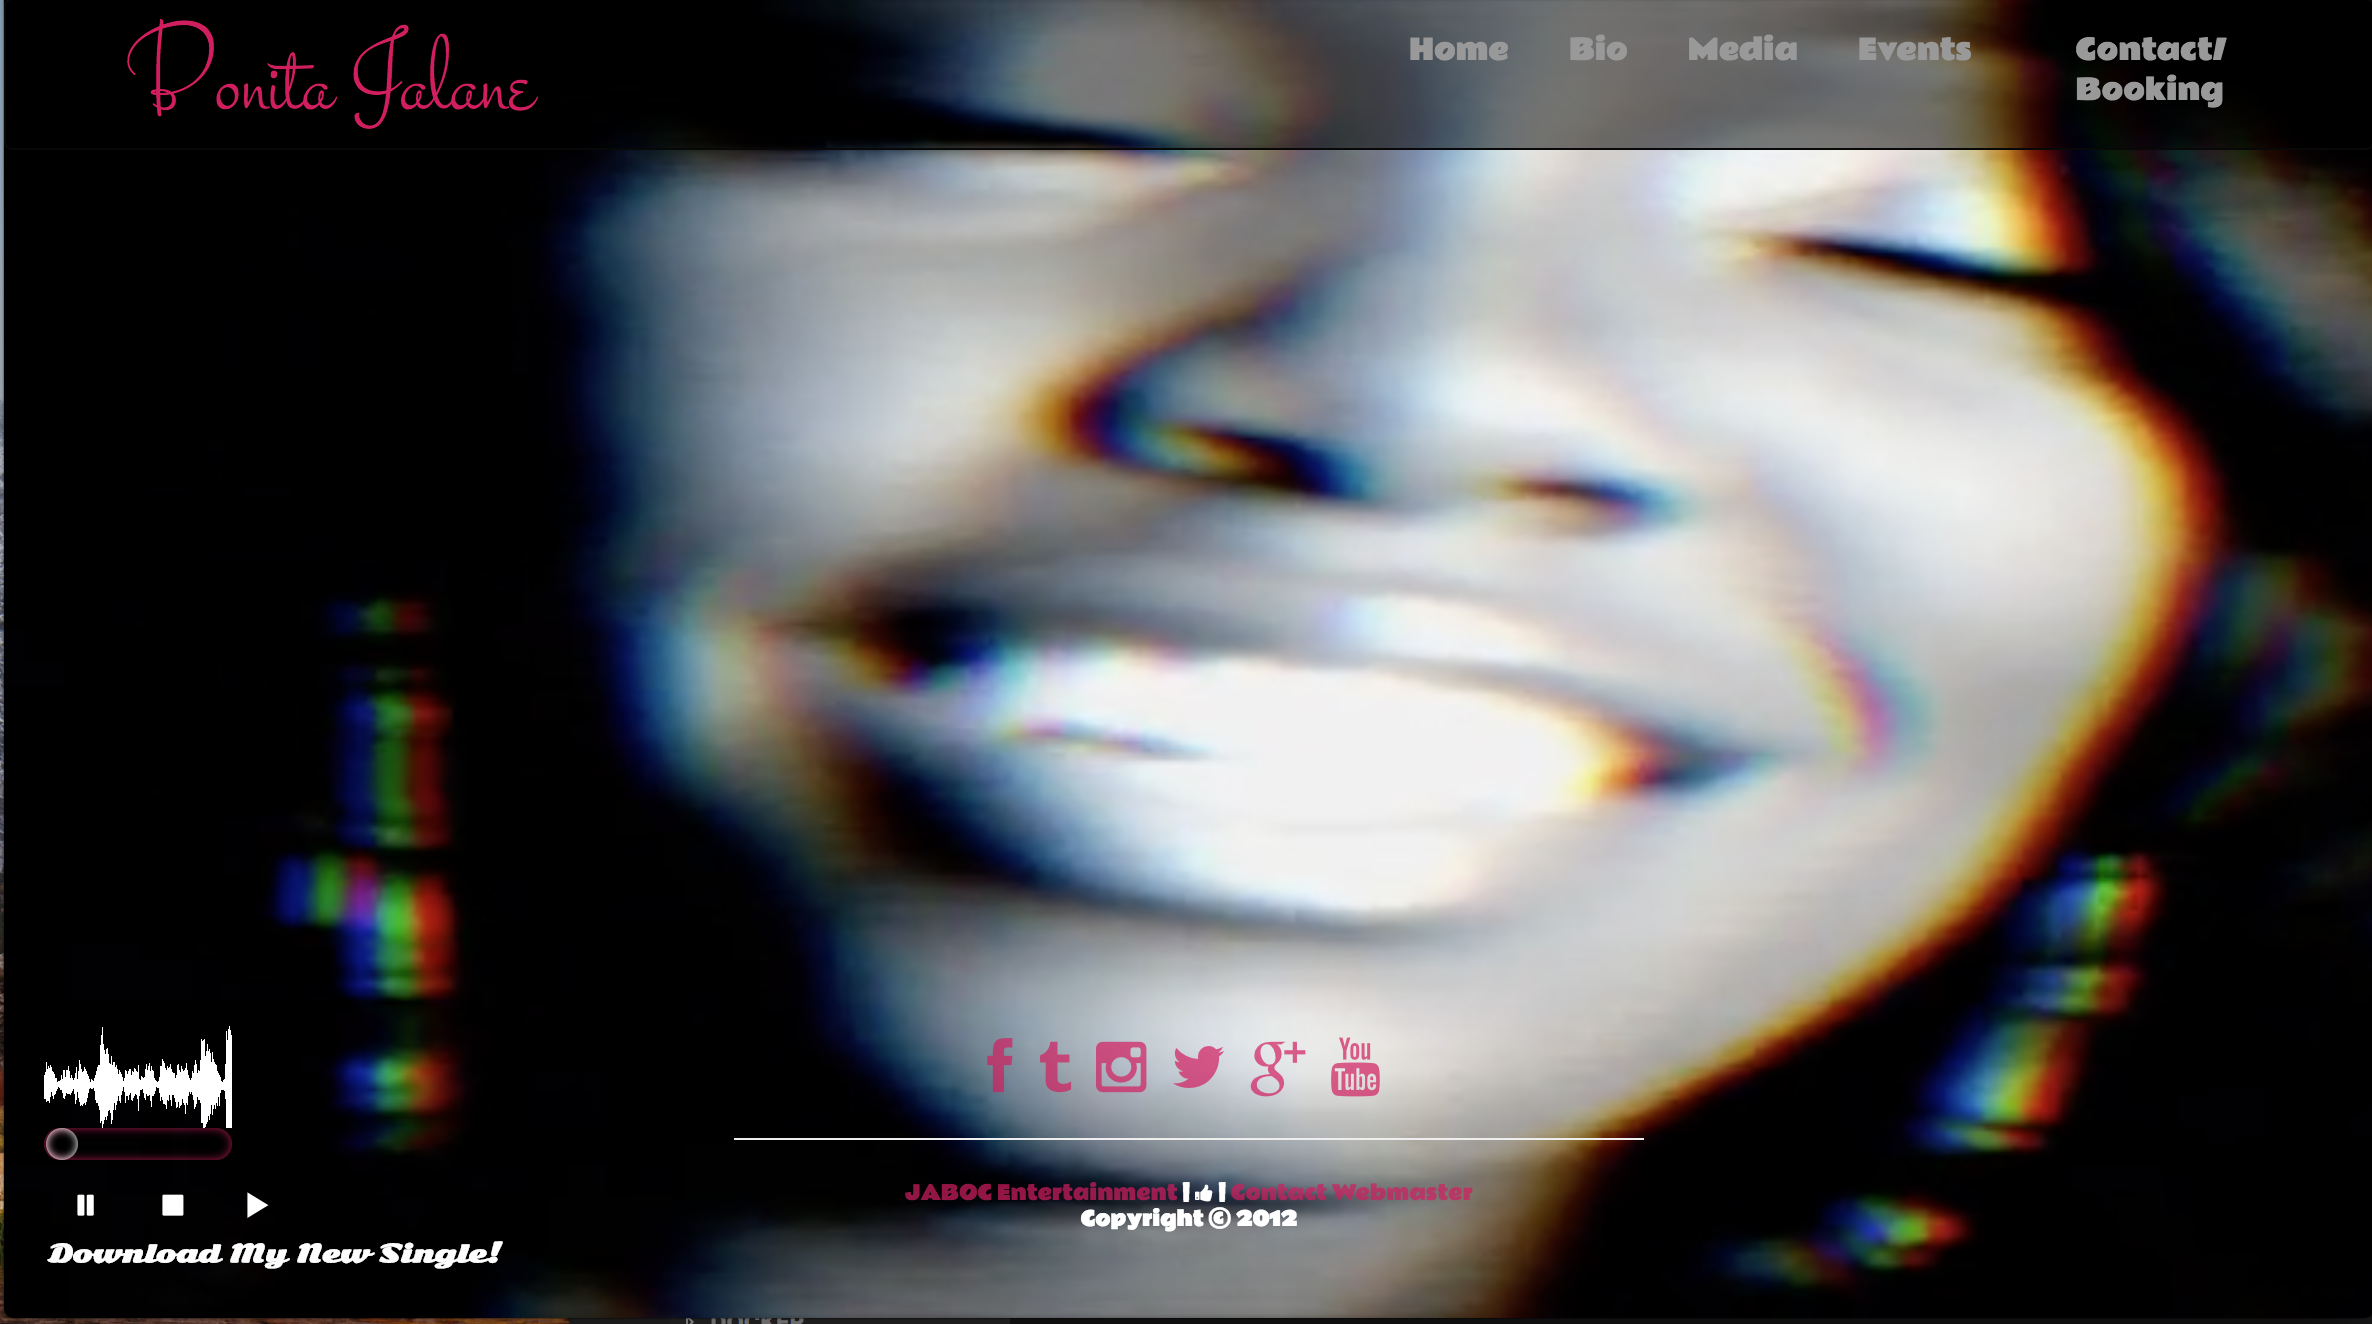 Bonita Jalane
Home Bio Media Events Contact/
Booking
f t g+ You
Tube
Download My New Single!
JABOC Entertainment | | Contact Webmaster
Copyright © 2012